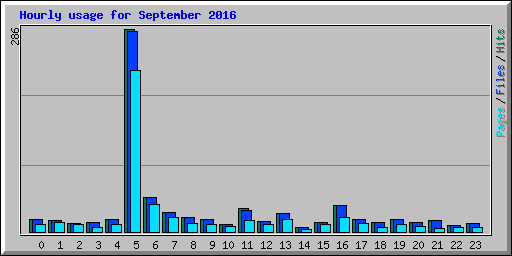 Hourly usage for September 2016
286
Pages/Files/Hits
0 1 2 3 4 5 6 7 8 9 10 11 12 13 14 15 16 17 18 19 20 21 22 23